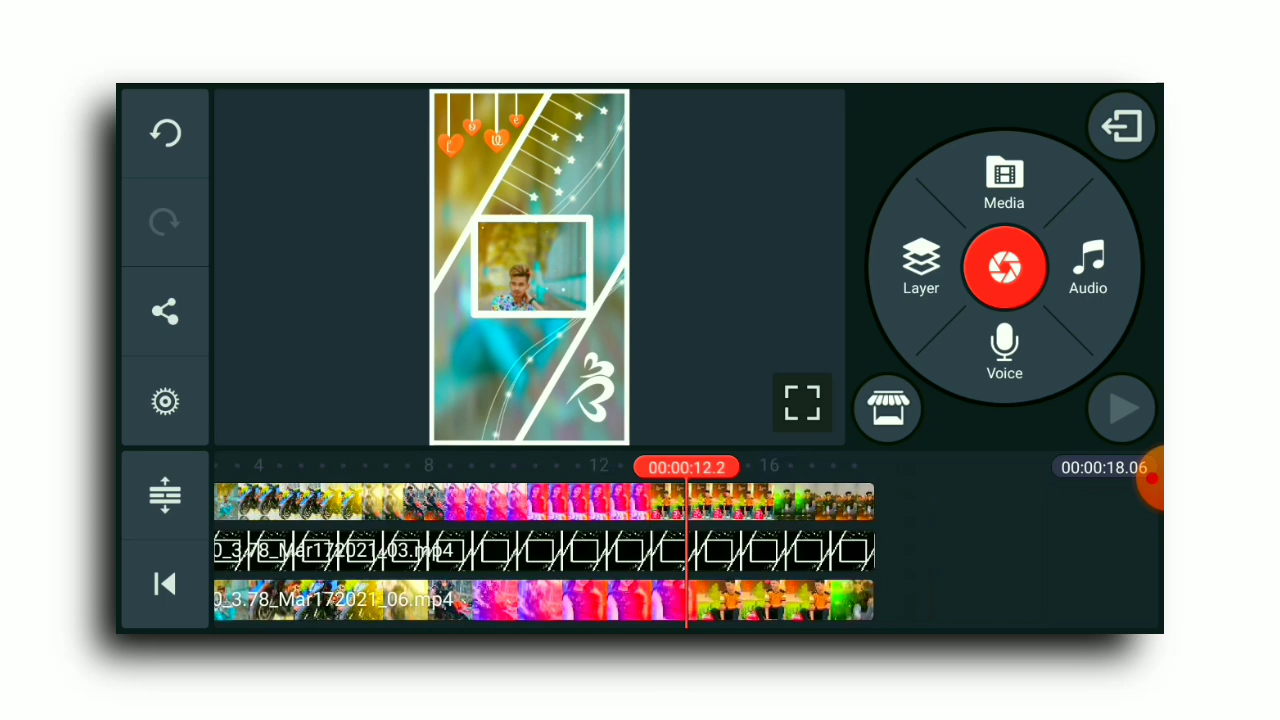 Media
Layer
Audio
Voice
4 8 12 16
00:00:12.2
00:00:18.06
0_3.78_Mar172021_03.mp4
0_3.78_Mar172021_06.mp4